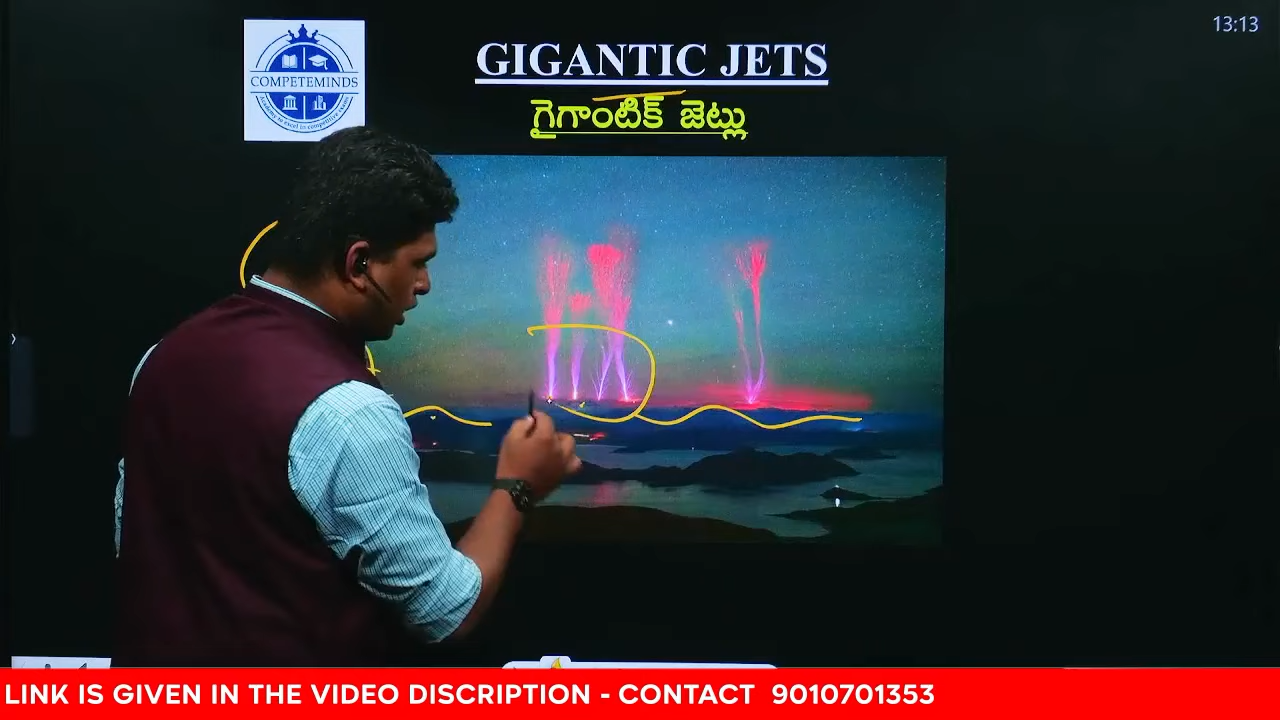 13:13
GIGANTIC JETS
గైగాంటిక్ జెట్లు
COMPETEMINDS
LINK IS GIVEN IN THE VIDEO DISCRIPTION - CONTACT 9010701353